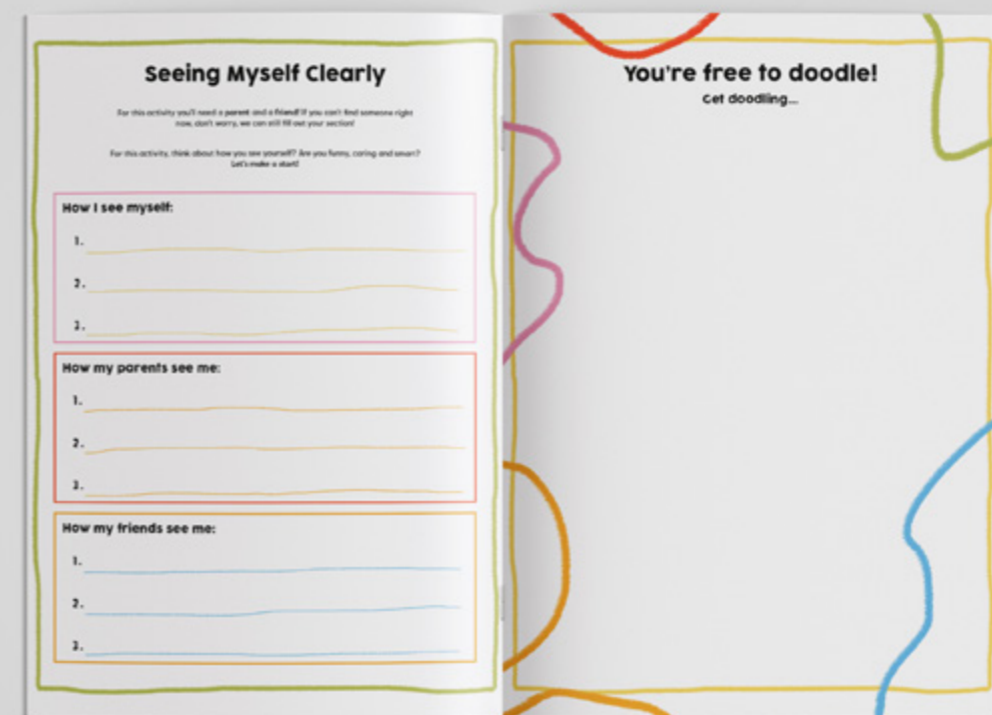 Seeing Myself Clearly
For this activity you'll need a parent and a friend! If you can't find someone right
now, don't worry, we can still fill out your section!
For this activity, think about how you see yourself? Are you funny, caring and smart?
Let's make a start!
How I see myself:
1.
2.
3.
How my parents see me:
1.
2.
3.
How my friends see me:
1.
2.
3.
You're free to doodle!
Get doodling...